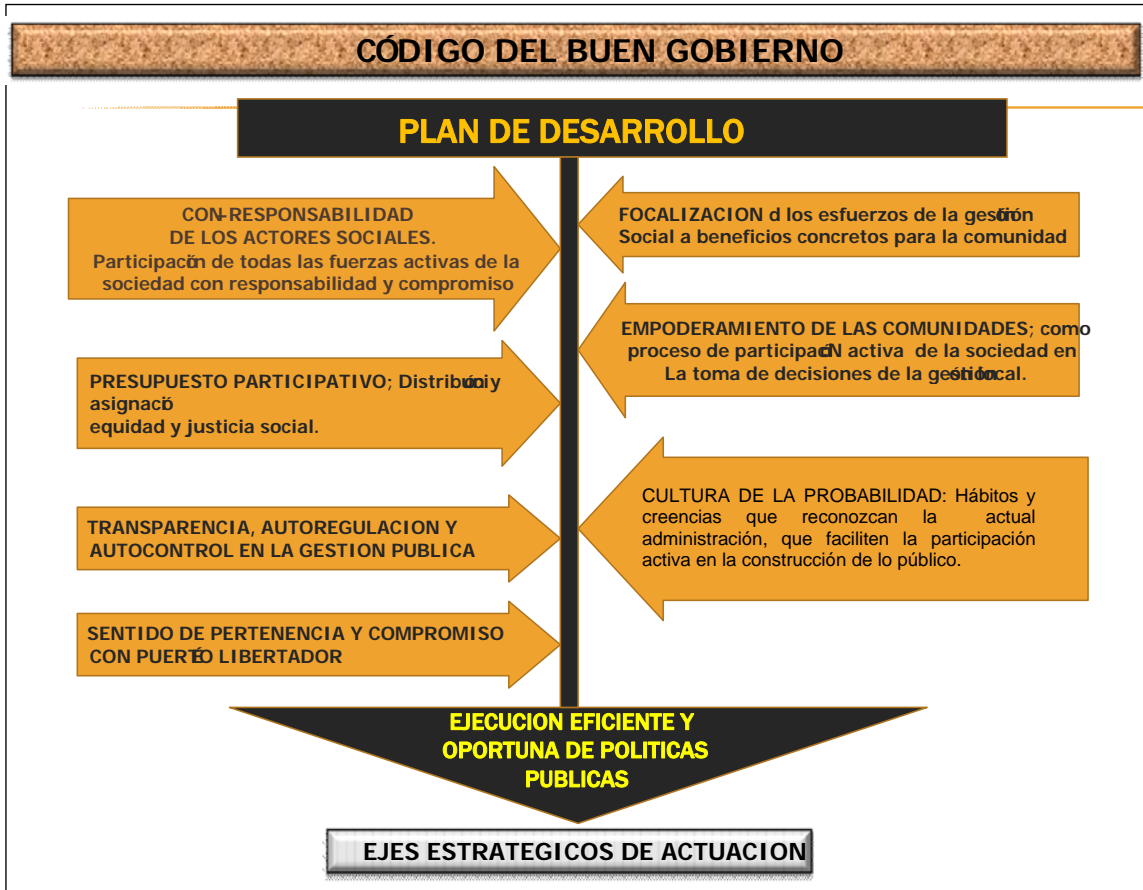 CÓDIGO DEL BUEN GOBIERNO
PLAN DE DESARROLLO
CON-RESPONSABILIDAD
DE LOS ACTORES SOCIALES.
Participación de todas las fuerzas activas de la
sociedad con responsabilidad y compromiso
PRESUPUESTO PARTICIPATIVO; Distribución y
asignació
equidad y justicia social.
TRANSPARENCIA, AUTOREGULACION Y
AUTOCONTROL EN LA GESTION PUBLICA
SENTIDO DE PERTENENCIA Y COMPROMISO
CON PUERTO LIBERTADOR
FOCALIZACION d los esfuerzos de la gestión
Social a beneficios concretos para la comunidad
EMPODERAMIENTO DE LAS COMUNIDADES; como
proceso de participacióN activa de la sociedad en
La toma de decisiones de la gestión local.
CULTURA DE LA PROBABILIDAD: Hábitos y
creencias que reconozcan la actual
administración, que faciliten la participación
activa en la construcción de lo público.
EJECUCION EFICIENTE Y
OPORTUNA DE POLITICAS
PUBLICAS
EJES ESTRATEGICOS DE ACTUACION